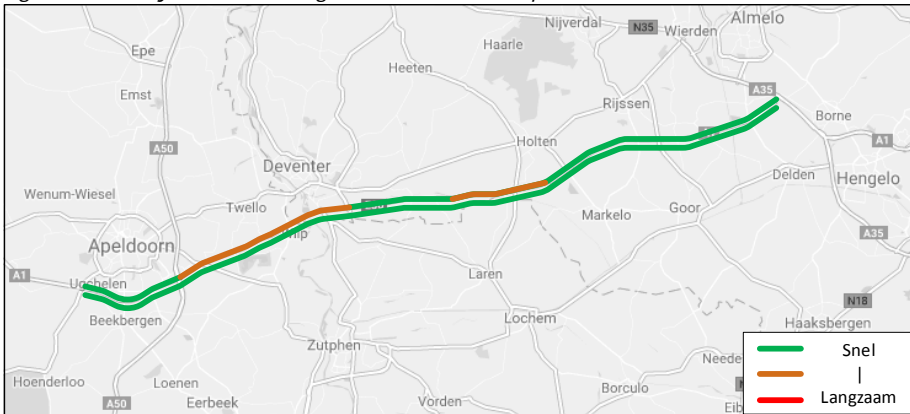 Nijverdal
Almelo
N35
Wierden
Epe
Haarle
Heeten
A35
Emst
Rijssen
Borne
A50
Holten
A1
Deventer
Delden
Wenum-Wiesel
Hengelo
Twello
Goor
Markelo
A35
Apeldoorn
A1
Ugchelen
Laren
N18
Beekbergen
Lochem
Haaksbergen
Zutphen
Snel
|
Langzaam
Hoenderloo
Loenen
Borculo
A50
Eerbeek
Vorden